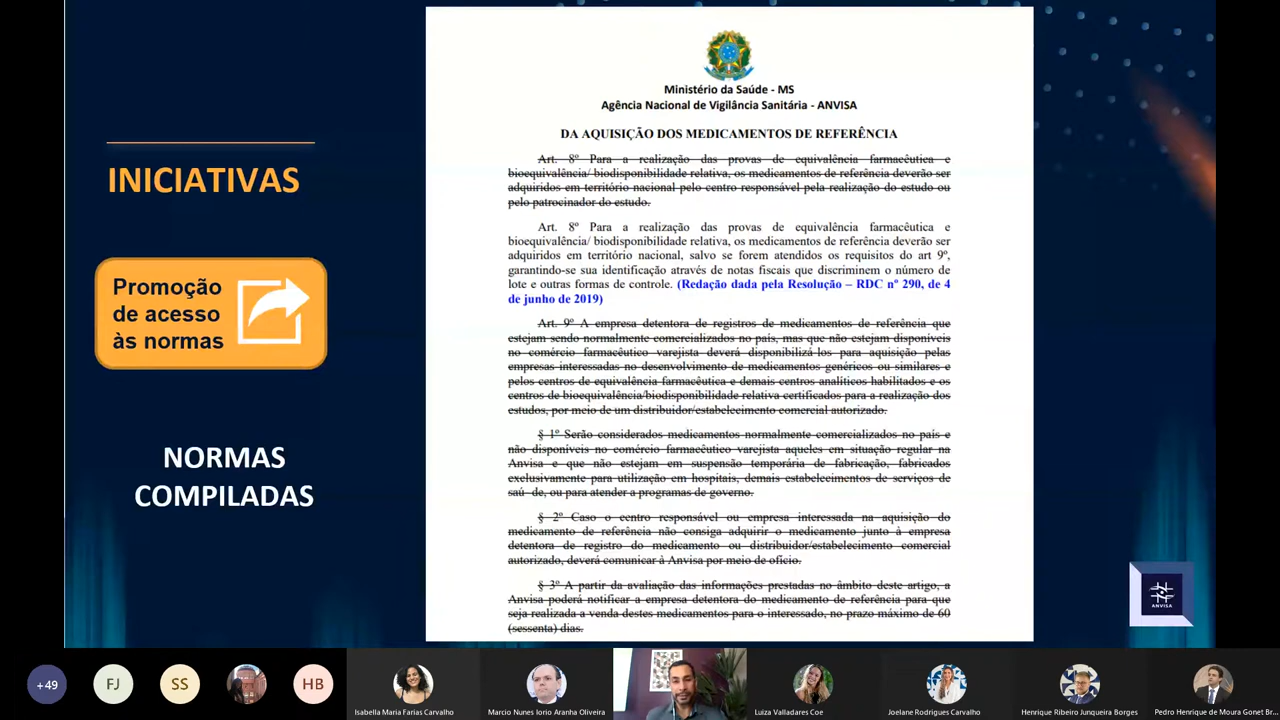 INICIATIVAS
Promoção
de acesso
às normas
NORMAS
COMPILADAS
Ministério da Saúde - MS
Agência Nacional de Vigilância Sanitária - ANVISA
DA AQUISIÇÃO DOS MEDICAMENTOS DE REFERÊNCIA
Art. 8º Para a realização das provas de equivalência farmacêutica e
bioequivalência/ biodisponibilidade relativa, os medicamentos de referência deverão ser
adquiridos em território nacional pelo centro responsável pela realização do estudo ou
pelo patrocinador do estudo.
Art. 8º Para a realização das provas de equivalência farmacêutica e
bioequivalência/ biodisponibilidade relativa, os medicamentos de referência deverão ser
adquiridos em território nacional, salvo se forem atendidos os requisitos do art 9º,
garantindo-se sua identificação através de notas fiscais que discriminem o número de
lote e outras formas de controle. (Redação dada pela Resolução – RDC nº 290, de 4
de junho de 2019)
Art. 9º A empresa detentora de registros de medicamentos de referência que
estejam sendo normalmente comercializados no país, mas que não estejam disponíveis
no comércio farmacêutico varejista deverá disponibilizá-los para aquisição pelas
empresas interessadas no desenvolvimento de medicamentos genéricos ou similares e
pelos centros de equivalência farmacêutica e demais centros analíticos habilitados e os
centros de bioequivalência/biodisponibilidade relativa certificados para a realização dos
estudos, por meio de um distribuidor/estabelecimento comercial autorizado.
§ 1º Serão considerados medicamentos normalmente comercializados no país e
não disponíveis no comércio farmacêutico varejista aqueles em situação regular na
Anvisa e que não estejam em suspensão temporária de fabricação, fabricados
exclusivamente para utilização em hospitais, demais estabelecimentos de serviços de
saú-de, ou para atender a programas de governo.
§ 2º Caso o centro responsável ou empresa interessada na aquisição do
medicamento de referência não consiga adquirir o medicamento junto à empresa
detentora de registro do medicamento ou distribuidor/estabelecimento comercial
autorizado, deverá comunicar à Anvisa por meio de ofício.
§ 3º A partir da avaliação das informações prestadas no âmbito deste artigo, a
Anvisa poderá notificar a empresa detentora do medicamento de referência para que
seja realizada a venda destes medicamentos para o interessado, no prazo máximo de 60
(sessenta) dias.
ANVISA
+49
FJ
SS
HB
Isabella Maria Farias Carvalho
Marcio Nunes Iorio Aranha Oliveira
Luiza Valladares Coe
Joelane Rodrigues Carvalho
Henrique Ribeiro Junqueira Borges
Pedro Henrique de Moura Gonet Br...